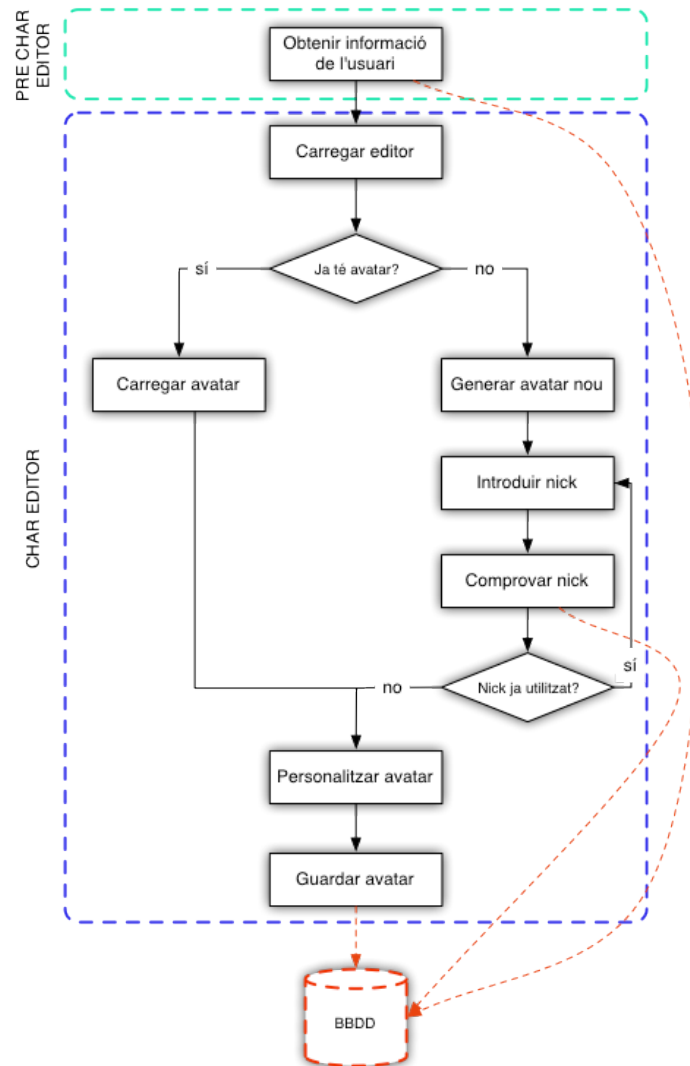 PRE CHAR
EDITOR
Obtenir informació
de l'usuari
CHAR EDITOR
Carregar editor
Ja té avatar?
sí
no
Carregar avatar
Generar avatar nou
Introduir nick
Comprovar nick
Nick ja utilitzat?
sí
no
Personalitzar avatar
Guardar avatar
BBDD